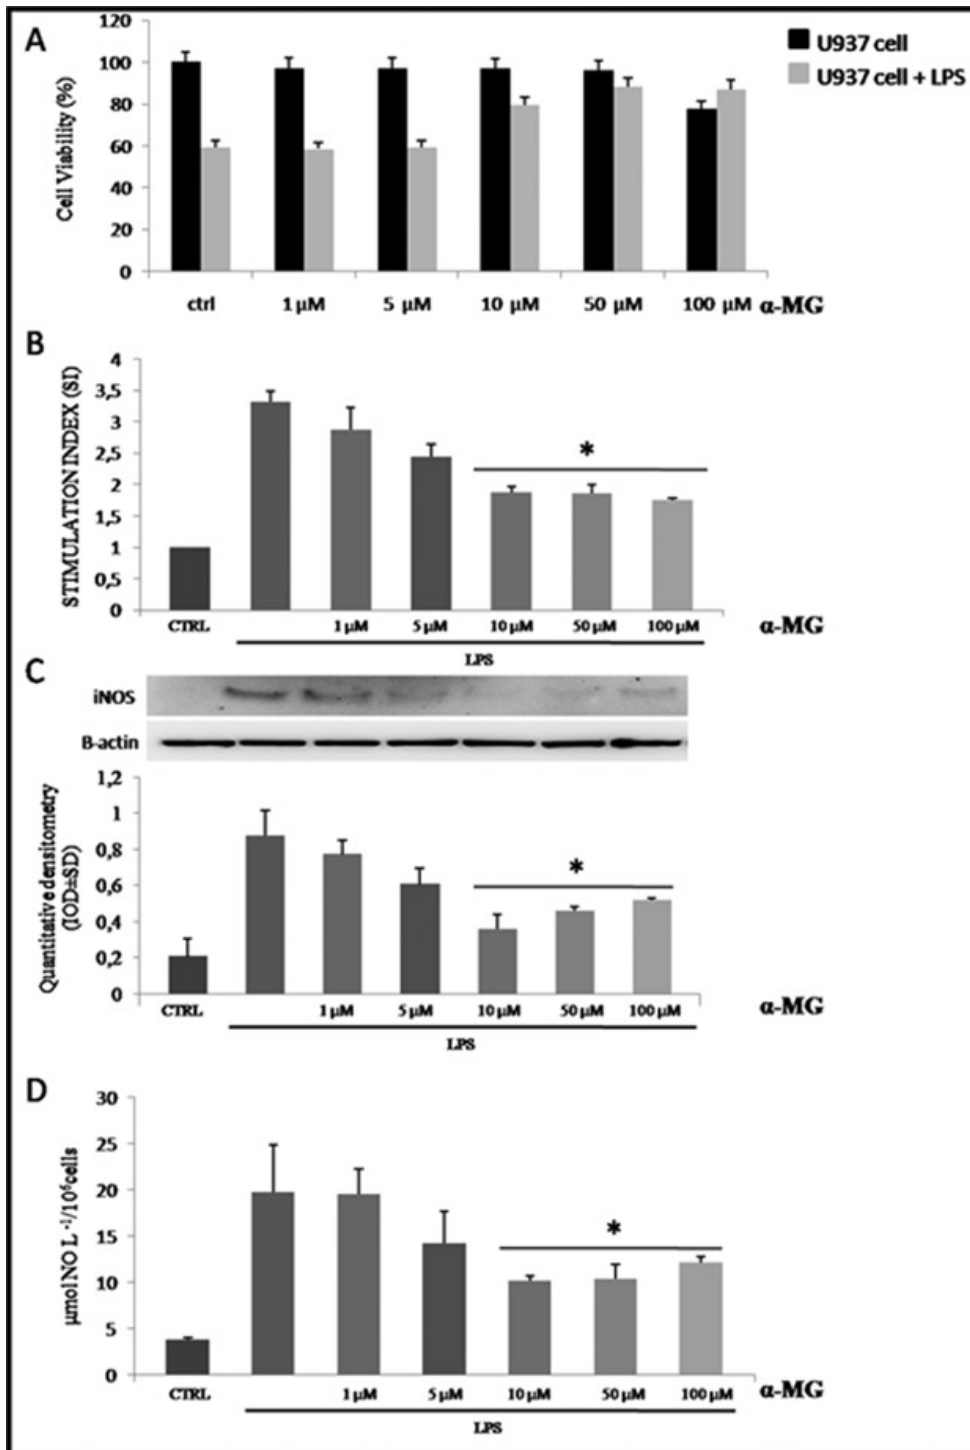 A
120
100
80
60
40
20
0
Cell Viability (%)
U937 cell
U937 cell + LPS
ctrl 1 µM 5 µM 10 µM 50 µM 100 µM α-MG
B
4
3,5
3
2,5
2
1,5
1
0,5
0
STIMULATION INDEX (SI)
*
CTRL 1 µM 5 µM 10 µM 50 µM 100 µM α-MG
LPS
C
iNOS
B-actin
1,2
1
0,8
0,6
0,4
0,2
0
Quantitative densitometry
(IOD±SD)
*
CTRL 1 µM 5 µM 10 µM 50 µM 100 µM α-MG
LPS
D
30
25
20
15
10
5
0
µmol NO L⁻¹/10⁶cells
*
CTRL 1 µM 5 µM 10 µM 50 µM 100 µM α-MG
LPS